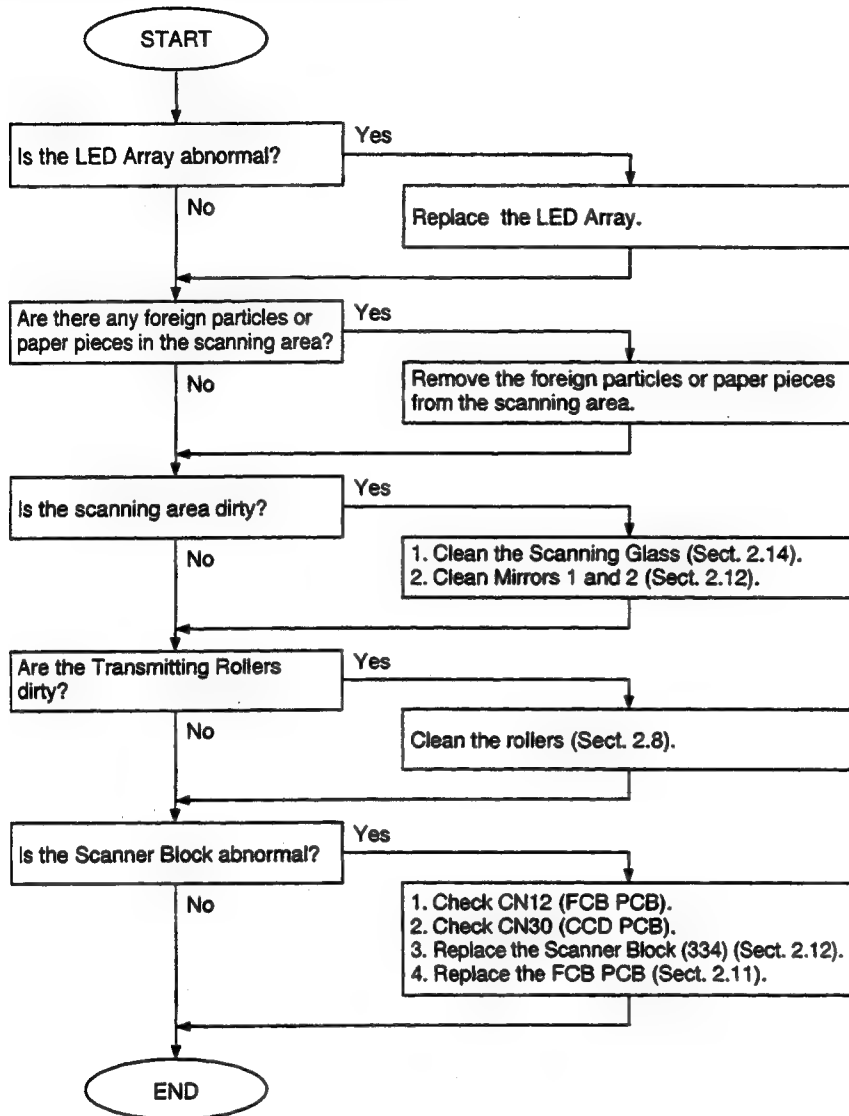 START
Is the LED Array abnormal?
Yes
No
Replace the LED Array.
Are there any foreign particles or
paper pieces in the scanning area?
Yes
No
Remove the foreign particles or paper pieces
from the scanning area.
Is the scanning area dirty?
Yes
No
1. Clean the Scanning Glass (Sect. 2.14).
2. Clean Mirrors 1 and 2 (Sect. 2.12).
Are the Transmitting Rollers
dirty?
Yes
No
Clean the rollers (Sect. 2.8).
Is the Scanner Block abnormal?
Yes
No
1. Check CN12 (FCB PCB).
2. Check CN30 (CCD PCB).
3. Replace the Scanner Block (334) (Sect. 2.12).
4. Replace the FCB PCB (Sect. 2.11).
END